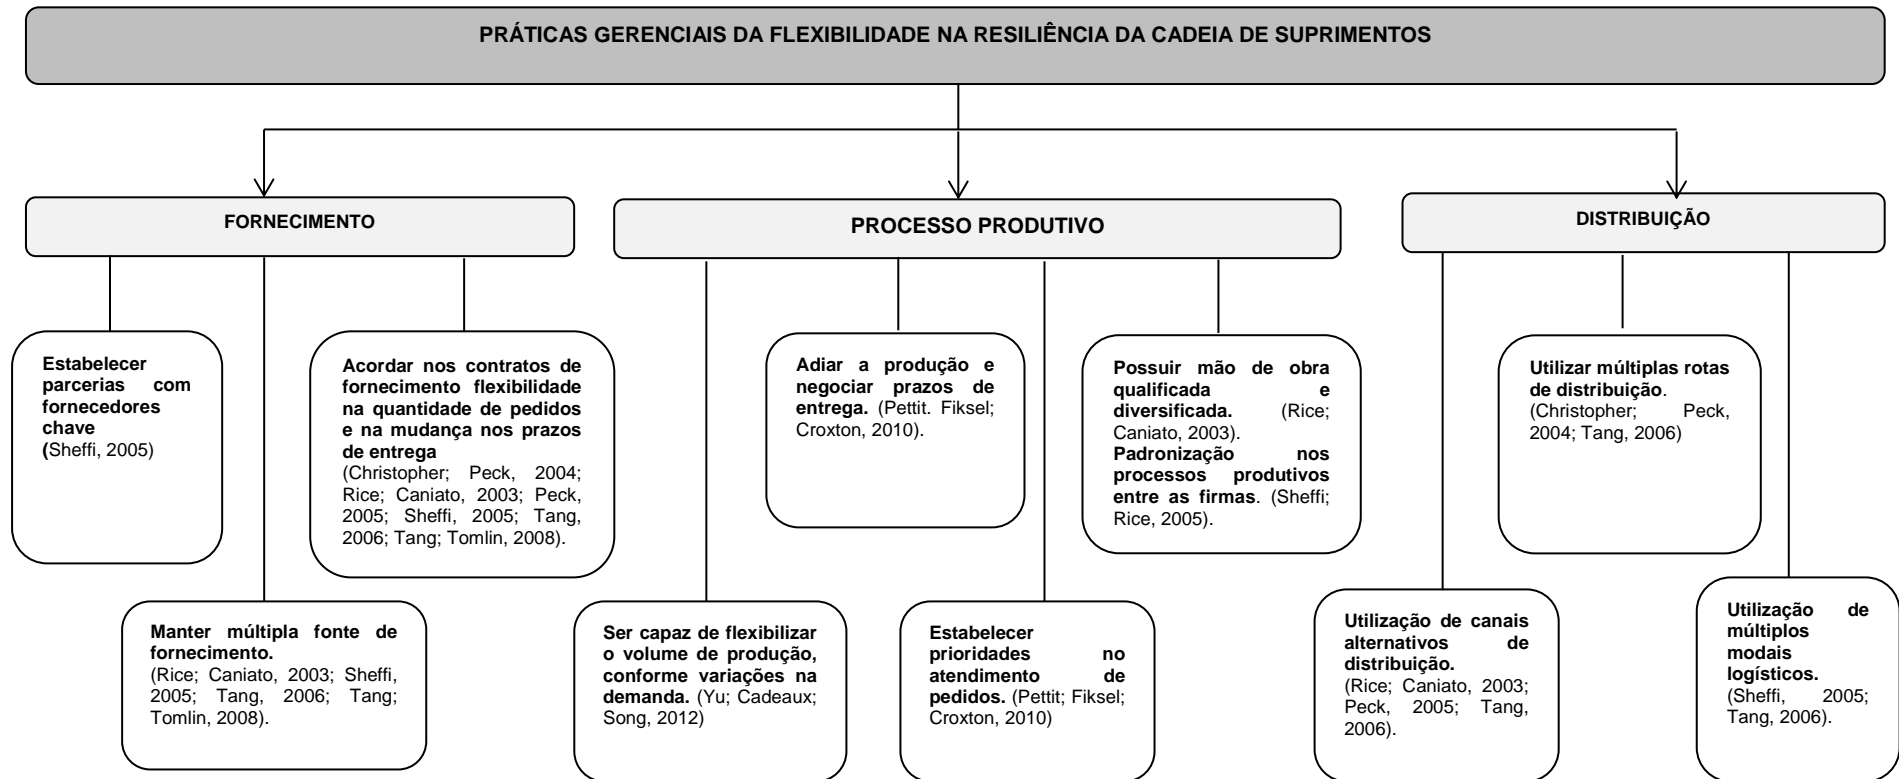 PRÁTICAS GERENCIAIS DA FLEXIBILIDADE NA RESILIÊNCIA DA CADEIA DE SUPRIMENTOS
FORNECIMENTO
PROCESSO PRODUTIVO
DISTRIBUIÇÃO
Estabelecer
parcerias com
fornecedores
chave
(Sheffi, 2005)
Acordar nos contratos de
fornecimento flexibilidade
na quantidade de pedidos
e na mudança nos prazos
de entrega
(Christopher; Peck, 2004;
Rice; Caniato, 2003; Peck,
2005; Sheffi, 2005; Tang,
2006; Tang; Tomlin, 2008).
Adiar a produção e
negociar prazos de
entrega. (Pettit. Fiksel;
Croxton, 2010).
Possuir mão de obra
qualificada e
diversificada. (Rice;
Caniato, 2003).
Padronização nos
processos produtivos
entre as firmas. (Sheffi;
Rice, 2005).
Utilizar múltiplas rotas
de distribuição.
(Christopher; Peck,
2004; Tang, 2006)
Manter múltipla fonte de
fornecimento.
(Rice; Caniato, 2003; Sheffi,
2005; Tang, 2006; Tang;
Tomlin, 2008).
Ser capaz de flexibilizar
o volume de produção,
conforme variações na
demanda. (Yu; Cadeaux;
Song, 2012)
Estabelecer
prioridades no
atendimento de
pedidos. (Pettit; Fiksel;
Croxton, 2010)
Utilização de canais
alternativos de
distribuição.
(Rice; Caniato, 2003;
Peck, 2005; Tang,
2006).
Utilização de
múltiplos
modais
logísticos.
(Sheffi, 2005;
Tang, 2006).